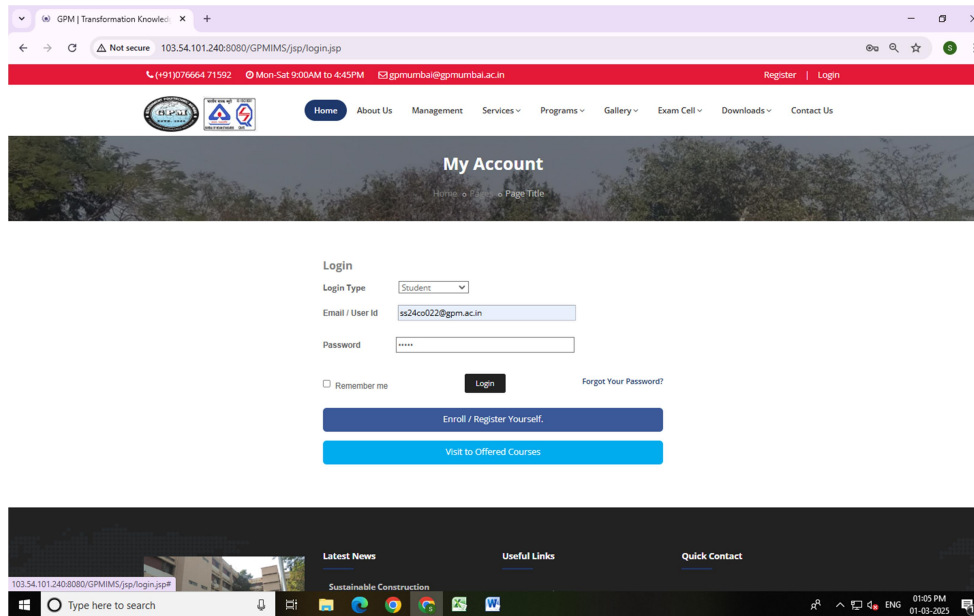 GPM | Transformation Knowled
Not secure 103.54.101.240:8080/GPMIMS/jsp/login.jsp
S
(+91)076664 71592 Mon-Sat 9:00AM to 4:45PM gpmumbai@gpmumbai.ac.in Register | Login
Home About Us Management Services Programs Gallery Exam Cell Downloads Contact Us
My Account
Home Pages Page Title
Login
Login Type Student
Email / User Id ss24co022@gpm.ac.in
Password •••••
Remember me Login Forgot Your Password?
Enroll / Register Yourself.
Visit to Offered Courses
Latest News Useful Links Quick Contact
Sustainable Construction
103.54.101.240:8080/GPMIMS/jsp/login.jsp#
Type here to search
ENG 01:05 PM
01-03-2025